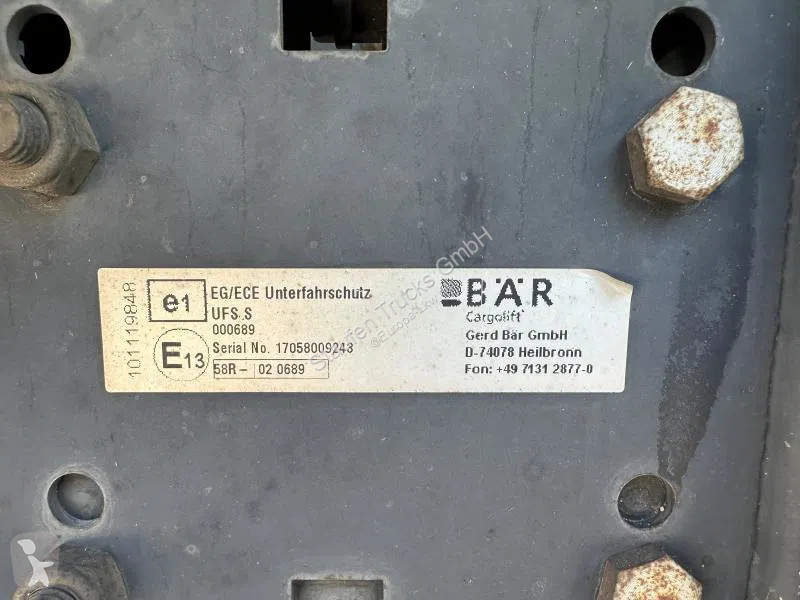 101119848
e1
EG/ECE Unterfahrschutz
UFS S
000689
E13
Serial No. 17058009243
58R- 02 0689
BÄR
Cargolift
Gerd Bär GmbH
D-74078 Heilbronn
Fon: +49 7131 2877-0
Steffen Trucks GmbH